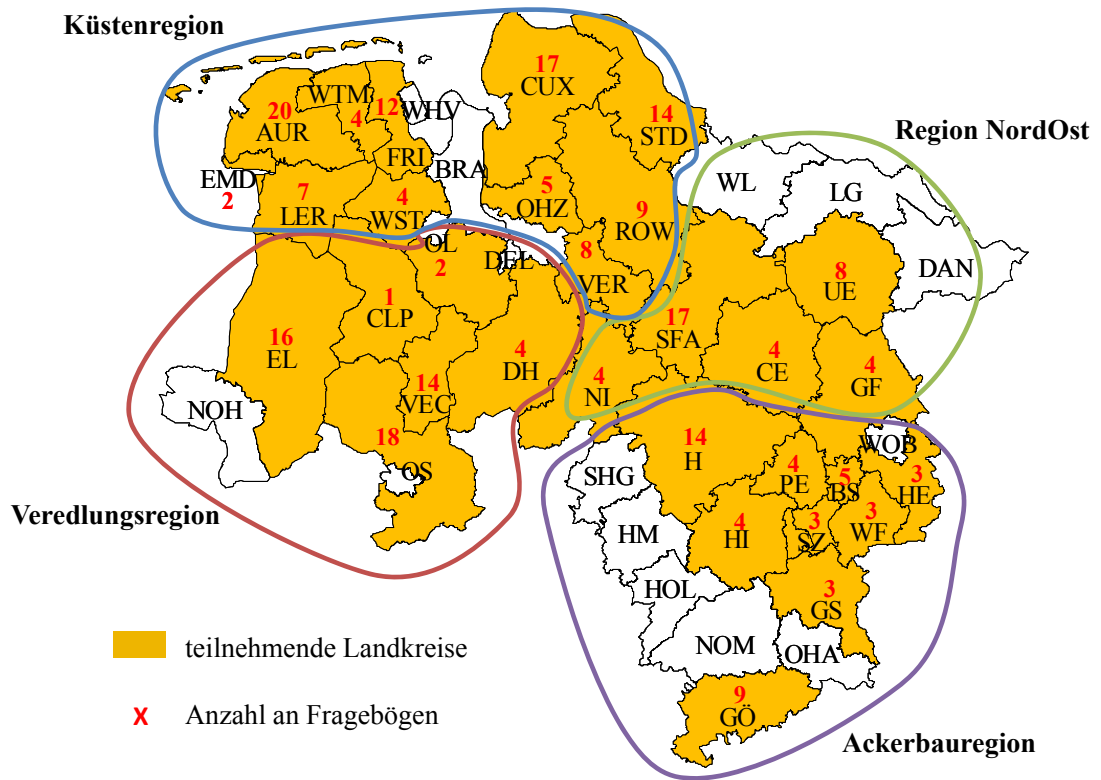 Küstenregion
17
CUX
WTM
12
WHV
20
AUR
4
14
STD
Region NordOst
FRI
BRA
EMD
2
7
LER
4
WST
5
OHZ
9
ROW
WL
LG
OL
2
DEL
8
VER
8
UE
DAN
1
CLP
16
EL
4
DH
17
SFA
4
CE
4
GF
14
VEC
4
NI
NOH
18
OS
14
H
WOB
SHG
4
PE
5
BS
3
HE
Veredlungsregion
HM
4
HI
3
SZ
3
WF
HOL
3
GS
teilnehmende Landkreise
NOM
OHA
X Anzahl an Fragebögen
9
GÖ
Ackerbauregion